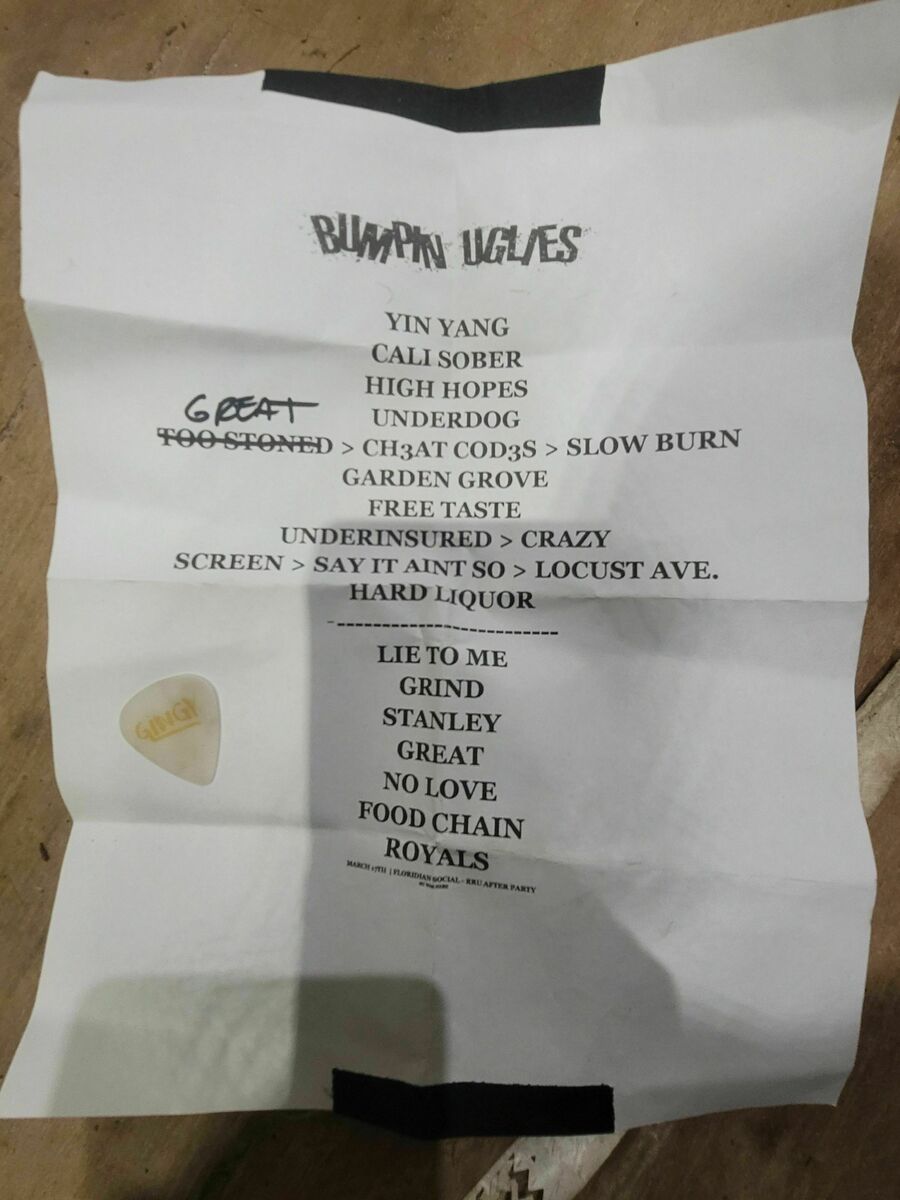 BUMPIN UGLIES
YIN YANG
CALI SOBER
HIGH HOPES
UNDERDOG
GREAT
TOO STONED > CH3AT COD3S > SLOW BURN
GARDEN GROVE
FREE TASTE
UNDERINSURED > CRAZY
SCREEN > SAY IT AINT SO > LOCUST AVE.
HARD LIQUOR
--------------------------
LIE TO ME
GRIND
STANLEY
GREAT
NO LOVE
FOOD CHAIN
ROYALS
MARCH 17TH | FLORIDIAN SOCIAL - RRU AFTER PARTY
GINGY